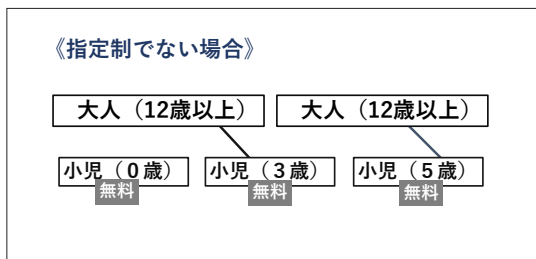 《指定制でない場合》
大人（12歳以上） 大人（12歳以上）
小児（０歳） 小児（３歳） 小児（５歳）
無料 無料 無料